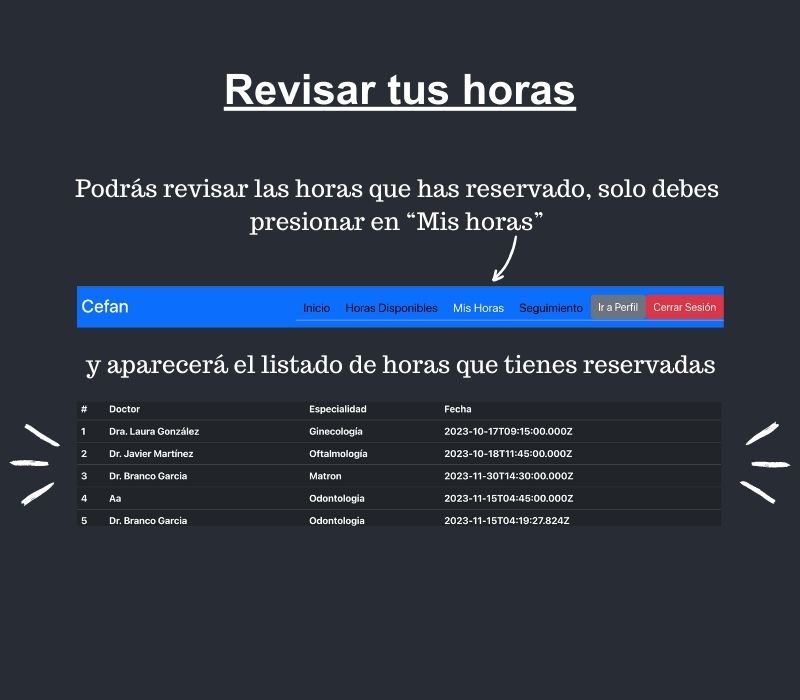 Revisar tus horas
Podrás revisar las horas que has reservado, solo debes
presionar en “Mis horas”
Cefan Inicio Horas Disponibles Mis Horas Seguimiento Ir a Perfil Cerrar Sesión
y aparecerá el listado de horas que tienes reservadas
# Doctor Especialidad Fecha
1 Dra. Laura González Ginecología 2023-10-17T09:15:00.000Z
2 Dr. Javier Martínez Oftalmología 2023-10-18T11:45:00.000Z
3 Dr. Branco Garcia Matron 2023-11-30T14:30:00.000Z
4 Aa Odontologia 2023-11-15T04:45:00.000Z
5 Dr. Branco Garcia Odontologia 2023-11-15T04:19:27.824Z